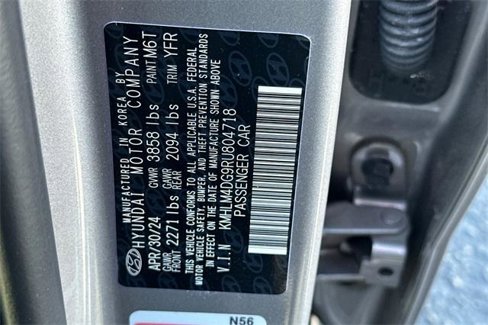 MANUFACTURED IN KOREA BY
HYUNDAI MOTOR COMPANY
APR/30/24 GVWR 3858 lbs PAINT M6T
GAWR FRONT 2271 lbs GAWR REAR 2094 lbs TRIM YFR
THIS VEHICLE CONFORMS TO ALL APPLICABLE U.S.A. FEDERAL
MOTOR VEHICLE SAFETY, BUMPER, AND THEFT PREVENTION STANDARDS
IN EFFECT ON THE DATE OF MANUFACTURE SHOWN ABOVE
V.I.N KMHLM4DG9RU804718
PASSENGER CAR
N56